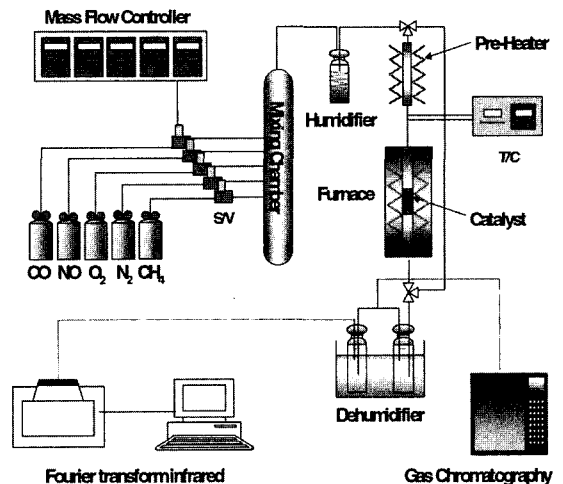 Mass Flow Controller
Pre-Heater
Humidifier
Mixing Chamber
T/C
Furnace
Catalyst
S/V
CO NO O₂ N₂ CH₄
Dehumidifier
Fourier transform infrared
Gas Chromatography